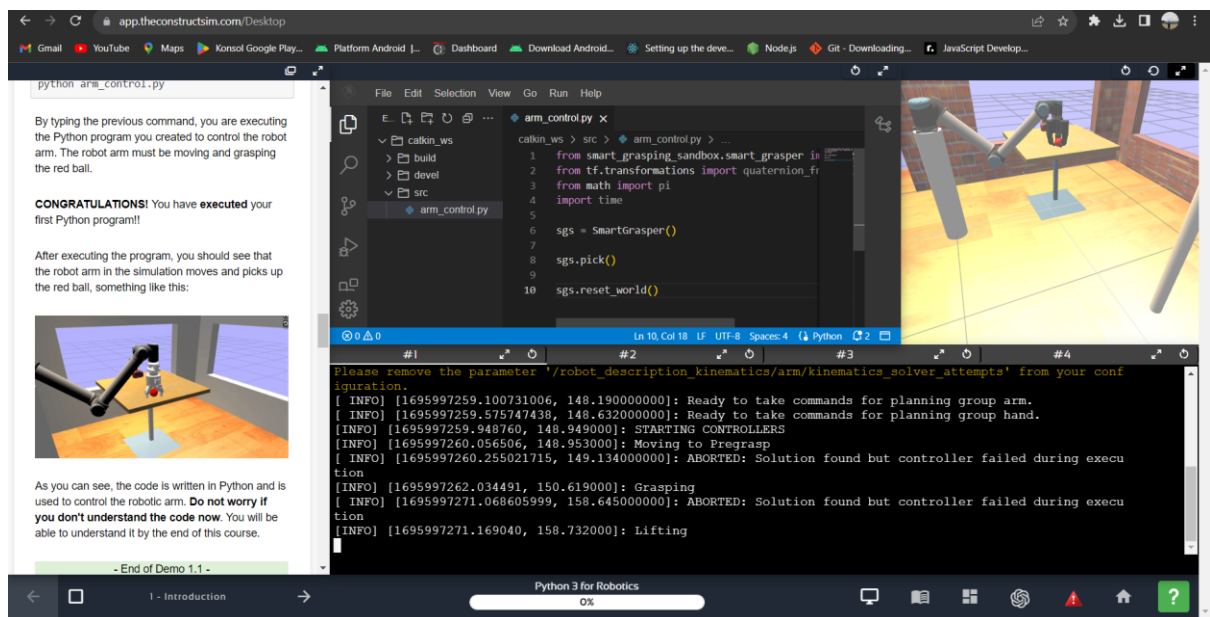 app.theconstructsim.com/Desktop
Gmail YouTube Maps Konsol Google Play... Platform Android |... Dashboard Download Android... Setting up the deve... Node.js Git - Downloading... JavaScript Develop...
python arm_control.py
By typing the previous command, you are executing
the Python program you created to control the robot
arm. The robot arm must be moving and grasping
the red ball.
CONGRATULATIONS! You have executed your
first Python program!!
After executing the program, you should see that
the robot arm in the simulation moves and picks up
the red ball, something like this:
As you can see, the code is written in Python and is
used to control the robotic arm. Do not worry if
you don't understand the code now. You will be
able to understand it by the end of this course.
- End of Demo 1.1 -
File Edit Selection View Go Run Help
E...
catkin_ws
build
devel
src
arm_control.py
arm_control.py
catkin_ws > src > arm_control.py > ...
1 from smart_grasping_sandbox.smart_grasper in
2 from tf.transformations import quaternion_fr
3 from math import pi
4 import time
5
6 sgs = SmartGrasper()
7
8 sgs.pick()
9
10 sgs.reset_world()
0 0 Ln 10, Col 18 LF UTF-8 Spaces: 4 Python 2
#1 #2 #3 #4
Please remove the parameter '/robot_description_kinematics/arm/kinematics_solver_attempts' from your conf
iguration.
[ INFO] [1695997259.100731006, 148.190000000]: Ready to take commands for planning group arm.
[ INFO] [1695997259.575747438, 148.632000000]: Ready to take commands for planning group hand.
[INFO] [1695997259.948760, 148.949000]: STARTING CONTROLLERS
[INFO] [1695997260.056506, 148.953000]: Moving to Pregrasp
[ INFO] [1695997260.255021715, 149.134000000]: ABORTED: Solution found but controller failed during execu
tion
[INFO] [1695997262.034491, 150.619000]: Grasping
[ INFO] [1695997271.068605999, 158.645000000]: ABORTED: Solution found but controller failed during execu
tion
[INFO] [1695997271.169040, 158.732000]: Lifting
1 - Introduction
Python 3 for Robotics
0%
?